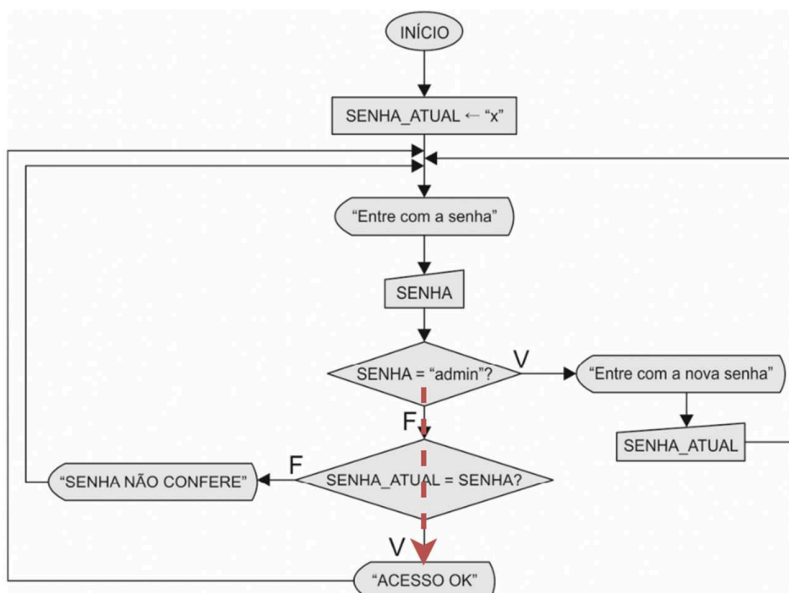 INÍCIO
SENHA_ATUAL ← “x”
“Entre com a senha”
SENHA
SENHA = “admin”?
V
“Entre com a nova senha”
F
SENHA_ATUAL
F
SENHA_ATUAL = SENHA?
“SENHA NÃO CONFERE”
V
“ACESSO OK”